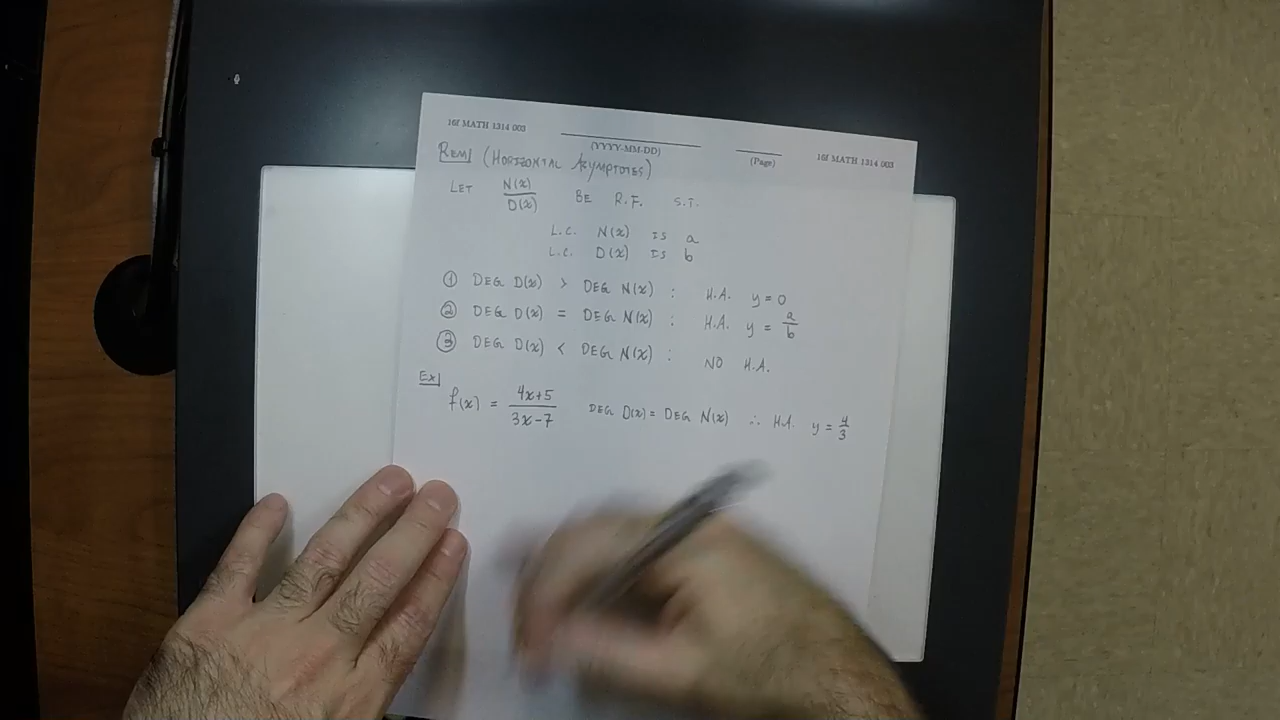 16f MATH 1314 003
(YYYY-MM-DD)
(Page)
16f MATH 1314 003
REM (HORIZONTAL ASYMPTOTES)
LET N(x)/D(x) BE R.F. S.T.
L.C. N(x) IS a
L.C. D(x) IS b
① DEG D(x) > DEG N(x) : H.A. y = 0
② DEG D(x) = DEG N(x) : H.A. y = a/b
③ DEG D(x) < DEG N(x) : NO H.A.
Ex
f(x) = 4x+5/3x-7 DEG D(x) = DEG N(x) ∴ H.A. y = 4/3